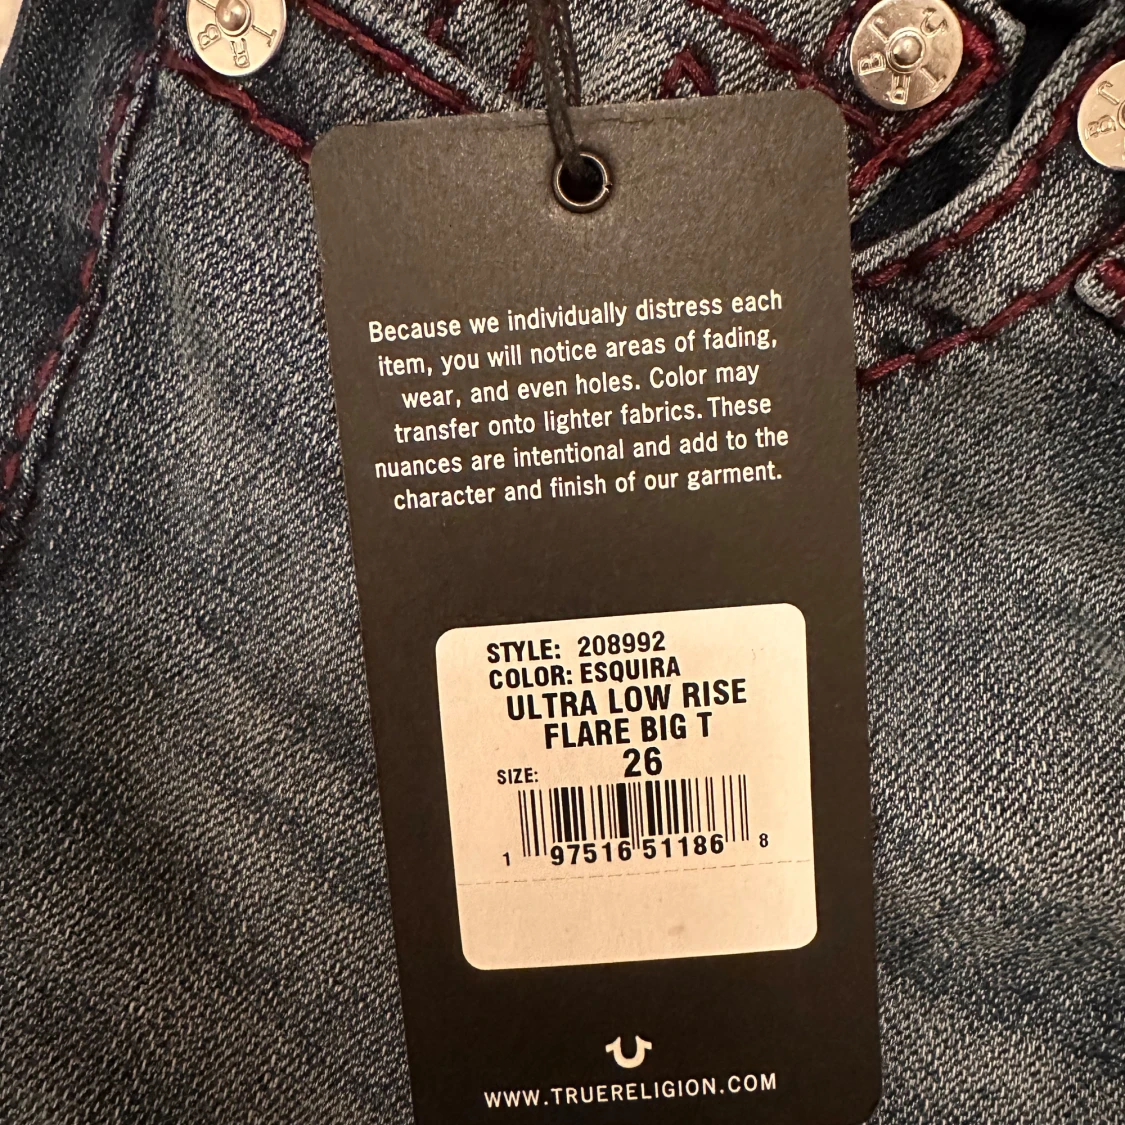 Because we individually distress each
item, you will notice areas of fading,
wear, and even holes. Color may
transfer onto lighter fabrics. These
nuances are intentional and add to the
character and finish of our garment.
STYLE: 208992
COLOR: ESQUIRA
ULTRA LOW RISE
FLARE BIG T
SIZE: 26
1 97516 51186 8
WWW.TRUERELIGION.COM